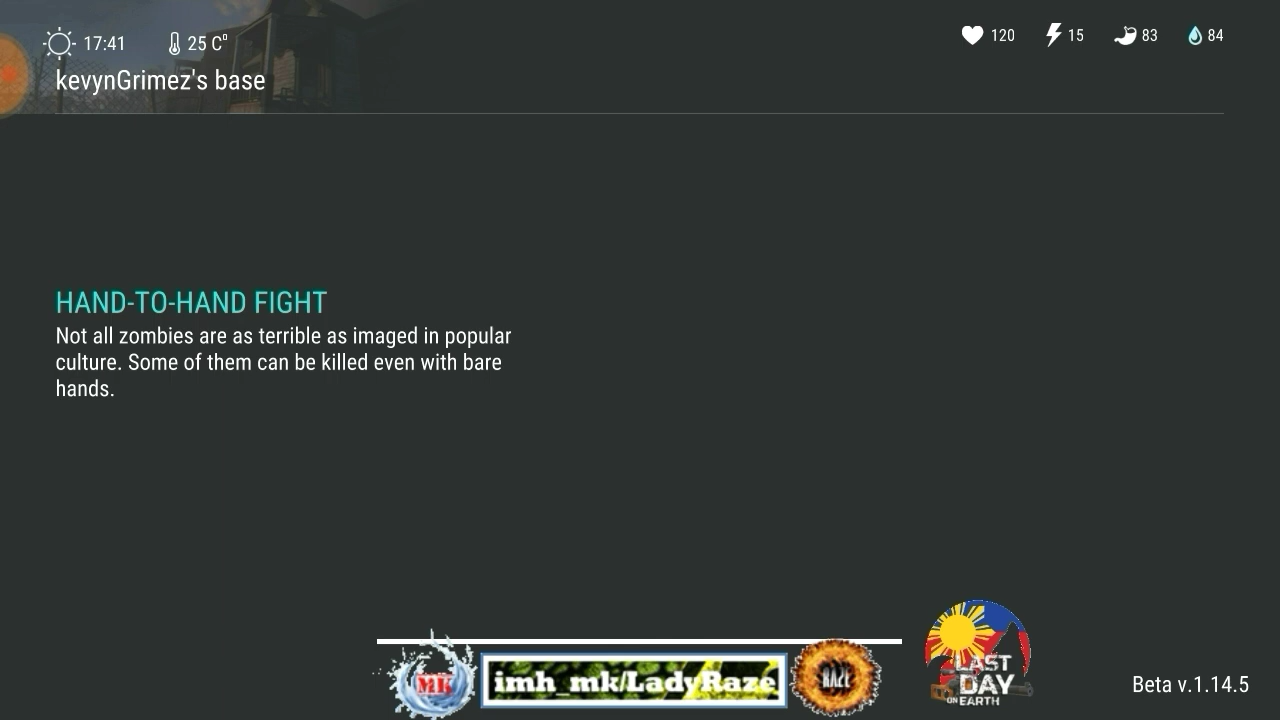 17:41
25 C°
120
15
83
84
kevynGrimez's base
HAND-TO-HAND FIGHT
Not all zombies are as terrible as imaged in popular
culture. Some of them can be killed even with bare
hands.
MK
imh_mk/LadyRaze
RAZE
LAST
DAY
ON EARTH
Beta v.1.14.5